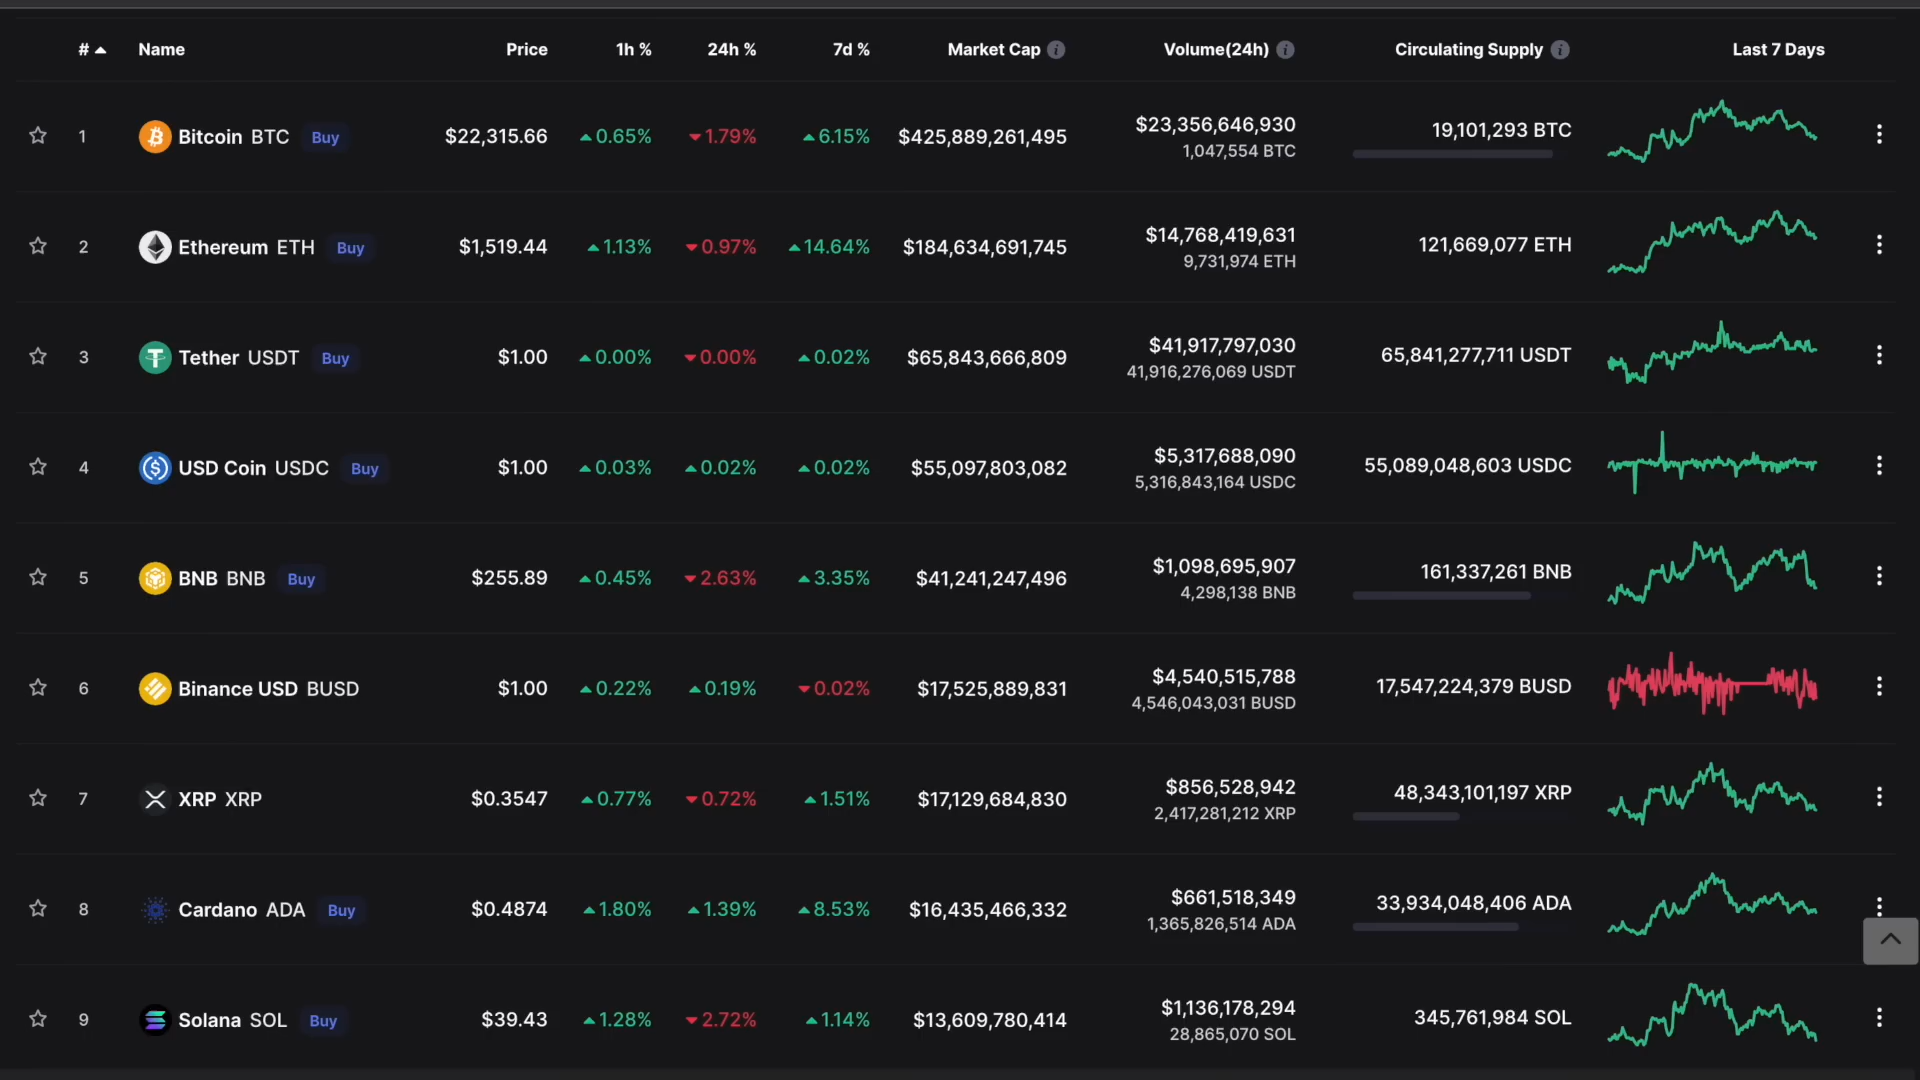 # Name Price 1h % 24h % 7d % Market Cap Volume(24h) Circulating Supply Last 7 Days
1 Bitcoin BTC Buy $22,315.66 0.65% 1.79% 6.15% $425,889,261,495 $23,356,646,930 19,101,293 BTC
1,047,554 BTC
2 Ethereum ETH Buy $1,519.44 1.13% 0.97% 14.64% $184,634,691,745 $14,768,419,631 121,669,077 ETH
9,731,974 ETH
3 Tether USDT Buy $1.00 0.00% 0.00% 0.02% $65,843,666,809 $41,917,797,030 65,841,277,711 USDT
41,916,276,069 USDT
4 USD Coin USDC Buy $1.00 0.03% 0.02% 0.02% $55,097,803,082 $5,317,688,090 55,089,048,603 USDC
5,316,843,164 USDC
5 BNB BNB Buy $255.89 0.45% 2.63% 3.35% $41,241,247,496 $1,098,695,907 161,337,261 BNB
4,298,138 BNB
6 Binance USD BUSD $1.00 0.22% 0.19% 0.02% $17,525,889,831 $4,540,515,788 17,547,224,379 BUSD
4,546,043,031 BUSD
7 XRP XRP $0.3547 0.77% 0.72% 1.51% $17,129,684,830 $856,528,942 48,343,101,197 XRP
2,417,281,212 XRP
8 Cardano ADA Buy $0.4874 1.80% 1.39% 8.53% $16,435,466,332 $661,518,349 33,934,048,406 ADA
1,365,826,514 ADA
9 Solana SOL Buy $39.43 1.28% 2.72% 1.14% $13,609,780,414 $1,136,178,294 345,761,984 SOL
28,865,070 SOL